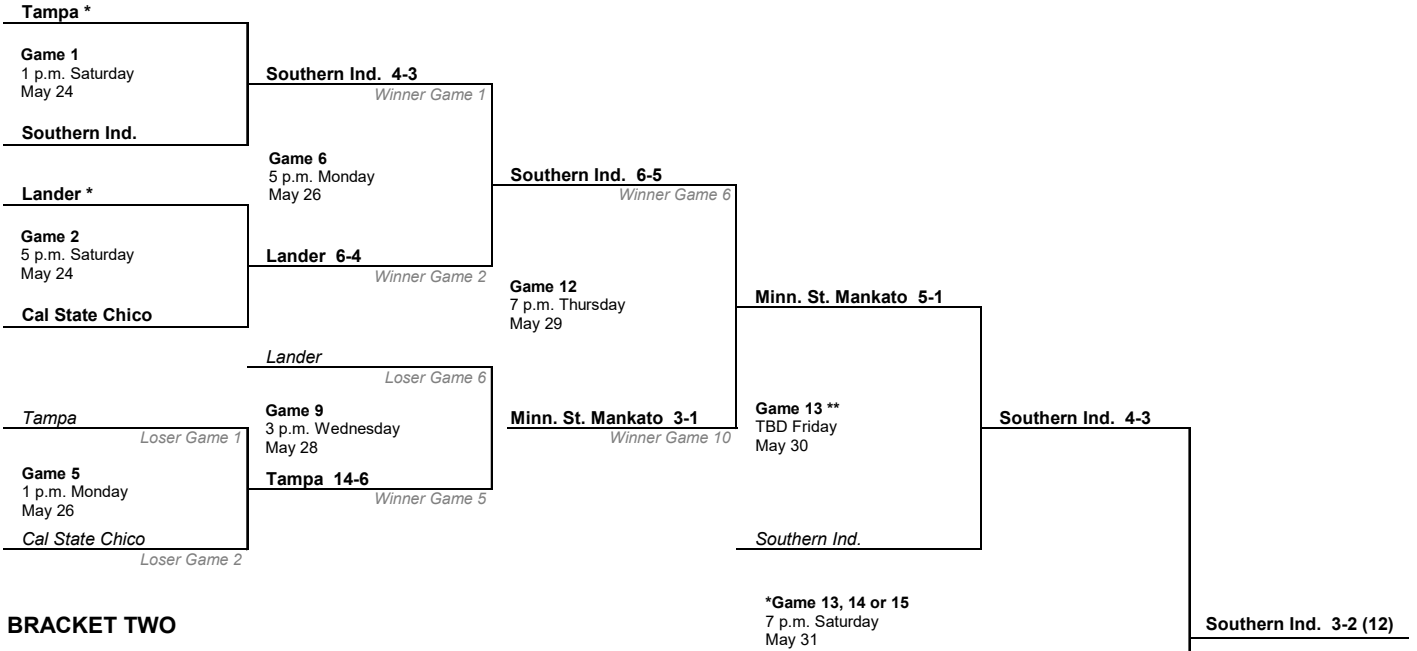 Tampa *
Game 1
1 p.m. Saturday
May 24
Southern Ind. 4-3
Winner Game 1
Southern Ind.
Game 6
5 p.m. Monday
May 26
Southern Ind. 6-5
Winner Game 6
Lander *
Game 2
5 p.m. Saturday
May 24
Lander 6-4
Winner Game 2
Cal State Chico
Game 12
7 p.m. Thursday
May 29
Minn. St. Mankato 5-1
Lander
Loser Game 6
Tampa
Loser Game 1
Game 9
3 p.m. Wednesday
May 28
Minn. St. Mankato 3-1
Winner Game 10
Game 13 **
TBD Friday
May 30
Southern Ind. 4-3
Game 5
1 p.m. Monday
May 26
Tampa 14-6
Winner Game 5
Cal State Chico
Loser Game 2
Southern Ind.
*Game 13, 14 or 15
7 p.m. Saturday
May 31
BRACKET TWO
Southern Ind. 3-2 (12)